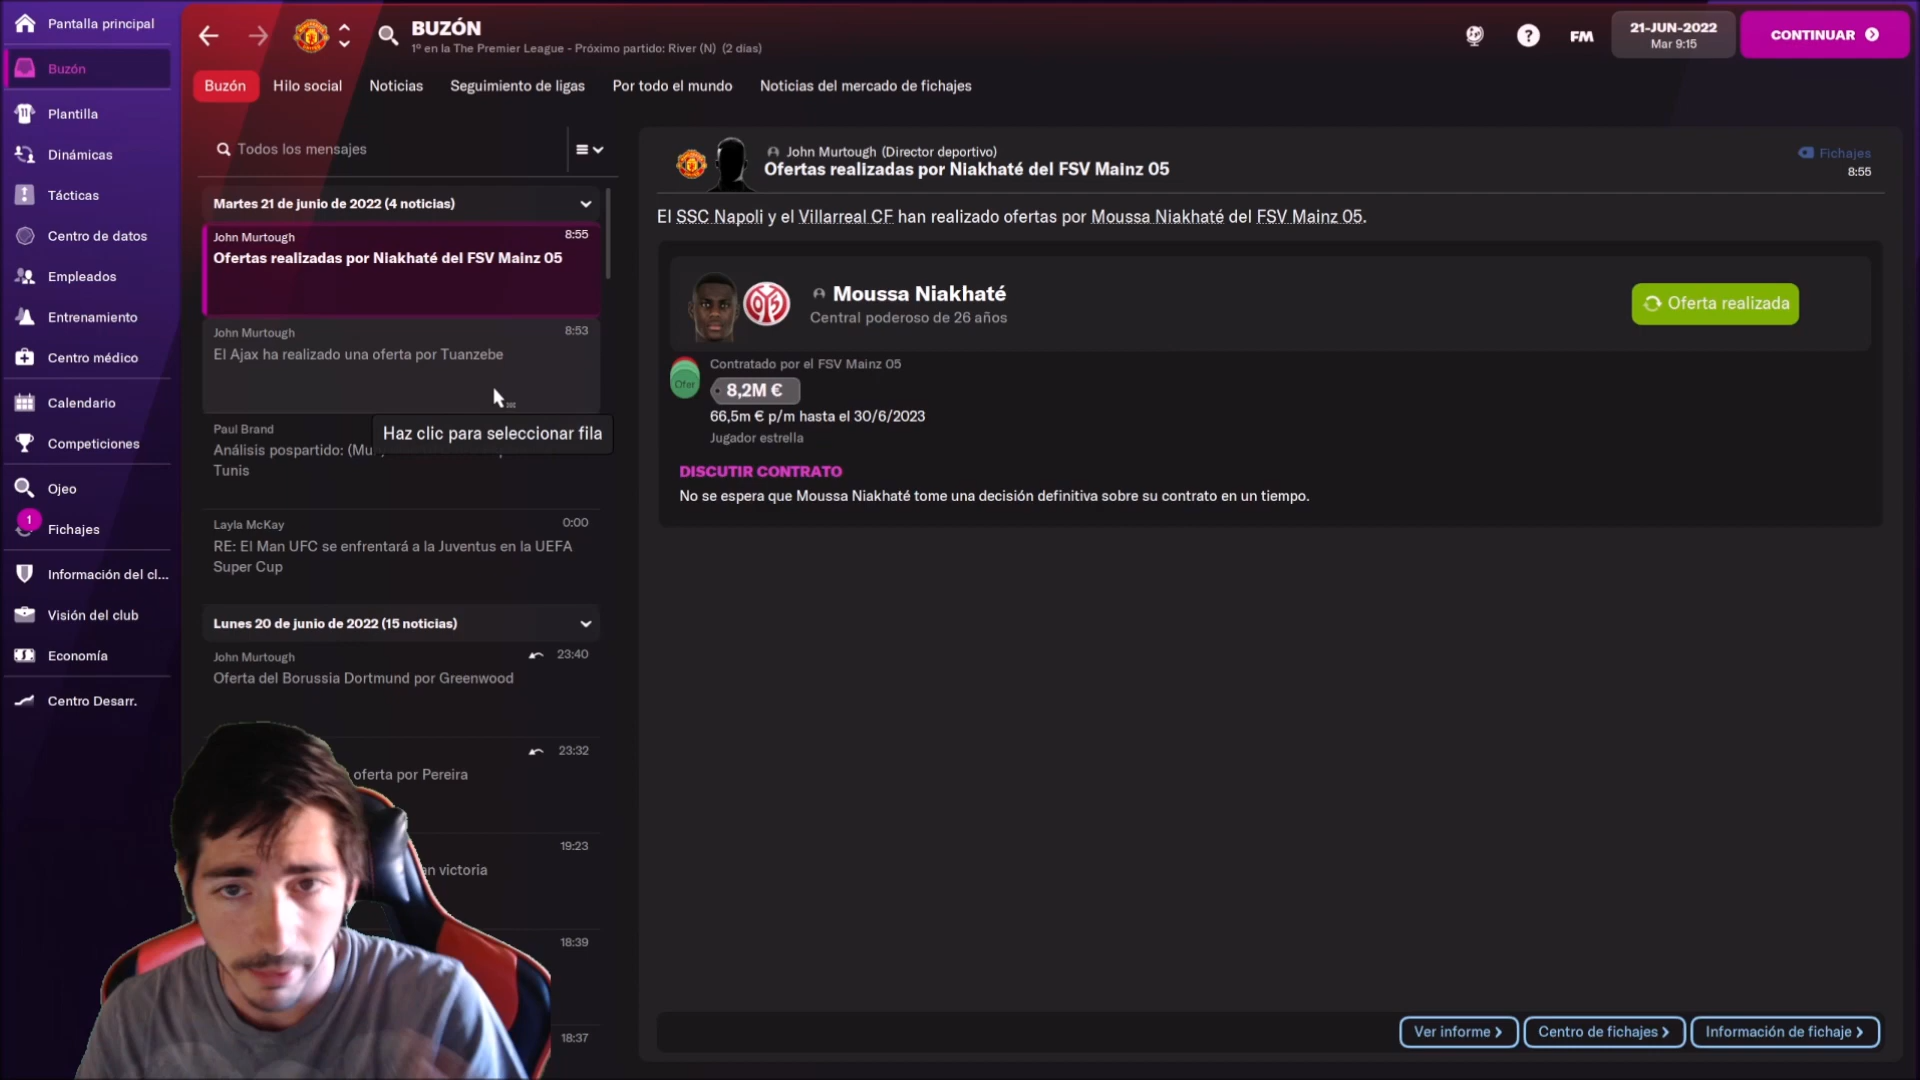 Pantalla principal
Buzón
Plantilla
Dinámicas
Tácticas
Centro de datos
Empleados
Entrenamiento
Centro médico
Calendario
Competiciones
Ojeo
1
Fichajes
Información del cl...
Visión del club
Economía
Centro Desarr.
BUZÓN
1º en la The Premier League - Próximo partido: River (N) (2 días)
FM
21-JUN-2022
Mar 9:15
CONTINUAR
Buzón
Hilo social
Noticias
Seguimiento de ligas
Por todo el mundo
Noticias del mercado de fichajes
Todos los mensajes
Martes 21 de junio de 2022 (4 noticias)
John Murtough
8:55
Ofertas realizadas por Niakhaté del FSV Mainz 05
John Murtough
8:53
El Ajax ha realizado una oferta por Tuanzebe
Haz clic para seleccionar fila
Paul Brand
Análisis pospartido: (Mu
Tunis
Layla McKay
0:00
RE: El Man UFC se enfrentará a la Juventus en la UEFA
Super Cup
Lunes 20 de junio de 2022 (15 noticias)
John Murtough
23:40
Oferta del Borussia Dortmund por Greenwood
23:32
oferta por Pereira
19:23
an victoria
18:39
18:37
John Murtough (Director deportivo)
Ofertas realizadas por Niakhaté del FSV Mainz 05
Fichajes
8:55
El SSC Napoli y el Villarreal CF han realizado ofertas por Moussa Niakhaté del FSV Mainz 05.
Moussa Niakhaté
Central poderoso de 26 años
Oferta realizada
Ofer
Contratado por el FSV Mainz 05
8,2M €
66,5m € p/m hasta el 30/6/2023
Jugador estrella
DISCUTIR CONTRATO
No se espera que Moussa Niakhaté tome una decisión definitiva sobre su contrato en un tiempo.
Ver informe
Centro de fichajes
Información de fichaje